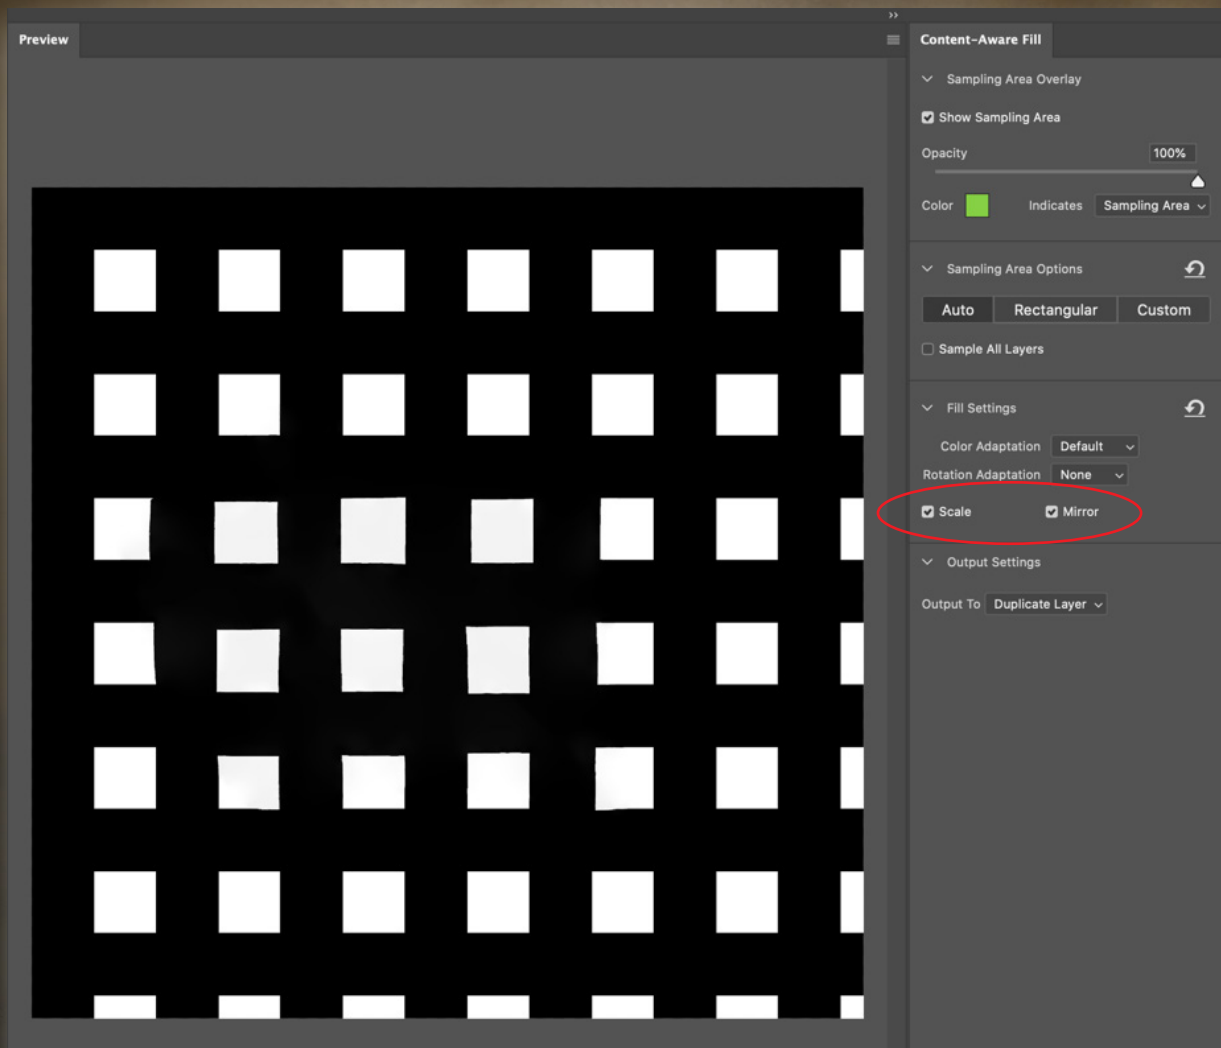 Preview
Content-Aware Fill
Sampling Area Overlay
Show Sampling Area
Opacity 100%
Color Indicates Sampling Area
Sampling Area Options
Auto Rectangular Custom
Sample All Layers
Fill Settings
Color Adaptation Default
Rotation Adaptation None
Scale Mirror
Output Settings
Output To Duplicate Layer